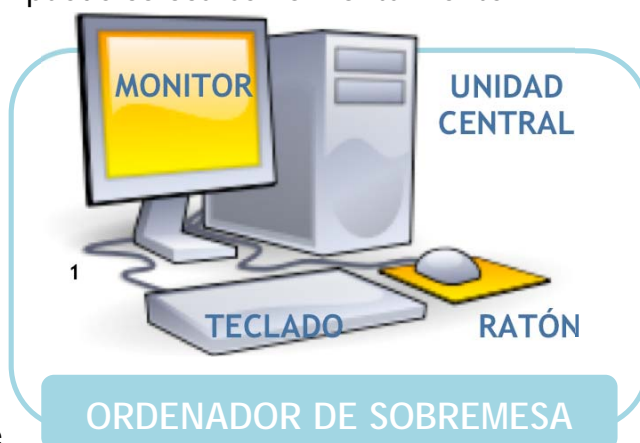 MONITOR
UNIDAD
CENTRAL
1
TECLADO
RATÓN
ORDENADOR DE SOBREMESA